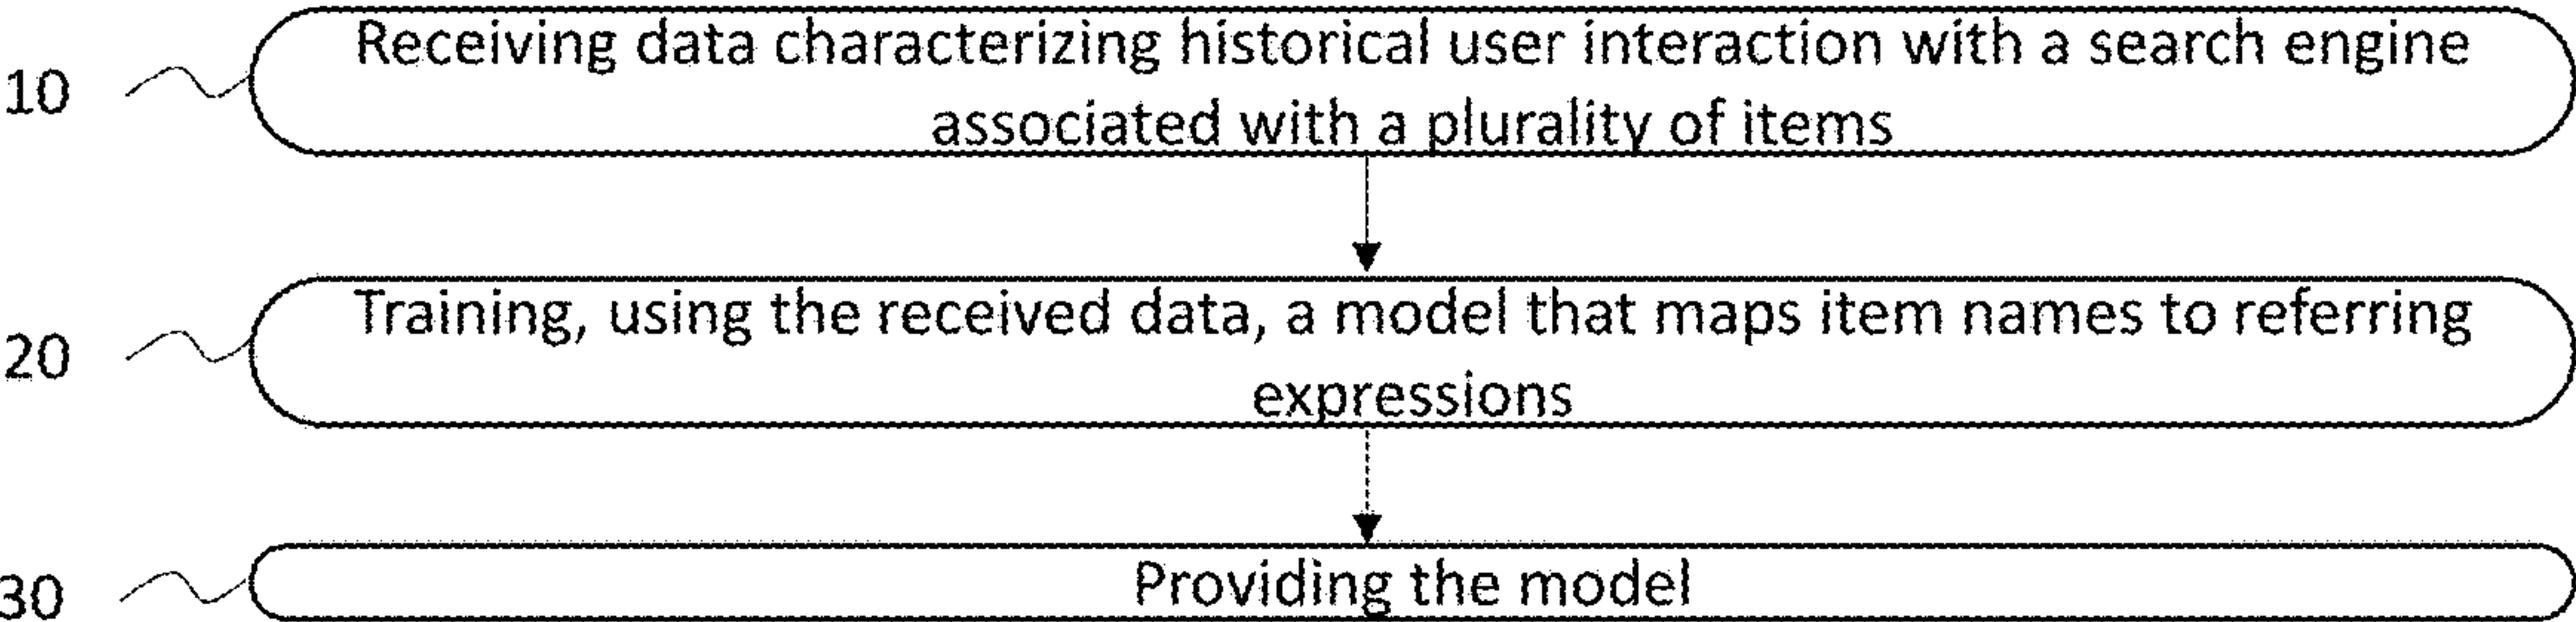 Receiving data characterizing historical user interaction with a search engine
10
associated with a plurality of items
Training, using the received data, a model that maps item names to referring
20
expressions
30
Providing the model